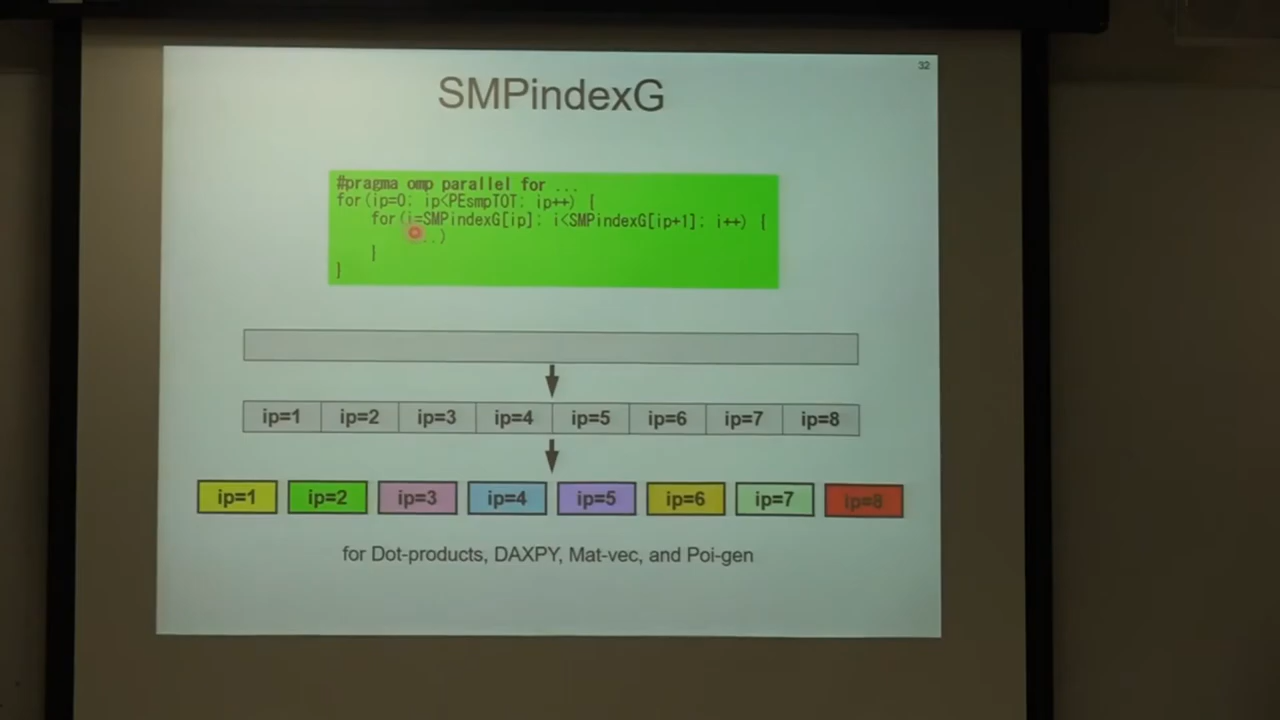 32
SMPindexG
#pragma omp parallel for ...
for(ip=0; ip<PEsmpTOT; ip++) {
for(i=SMPindexG[ip]; i<SMPindexG[ip+1]; i++) {
..)
}
}
ip=1 ip=2 ip=3 ip=4 ip=5 ip=6 ip=7 ip=8
ip=1 ip=2 ip=3 ip=4 ip=5 ip=6 ip=7 ip=8
for Dot-products, DAXPY, Mat-vec, and Poi-gen